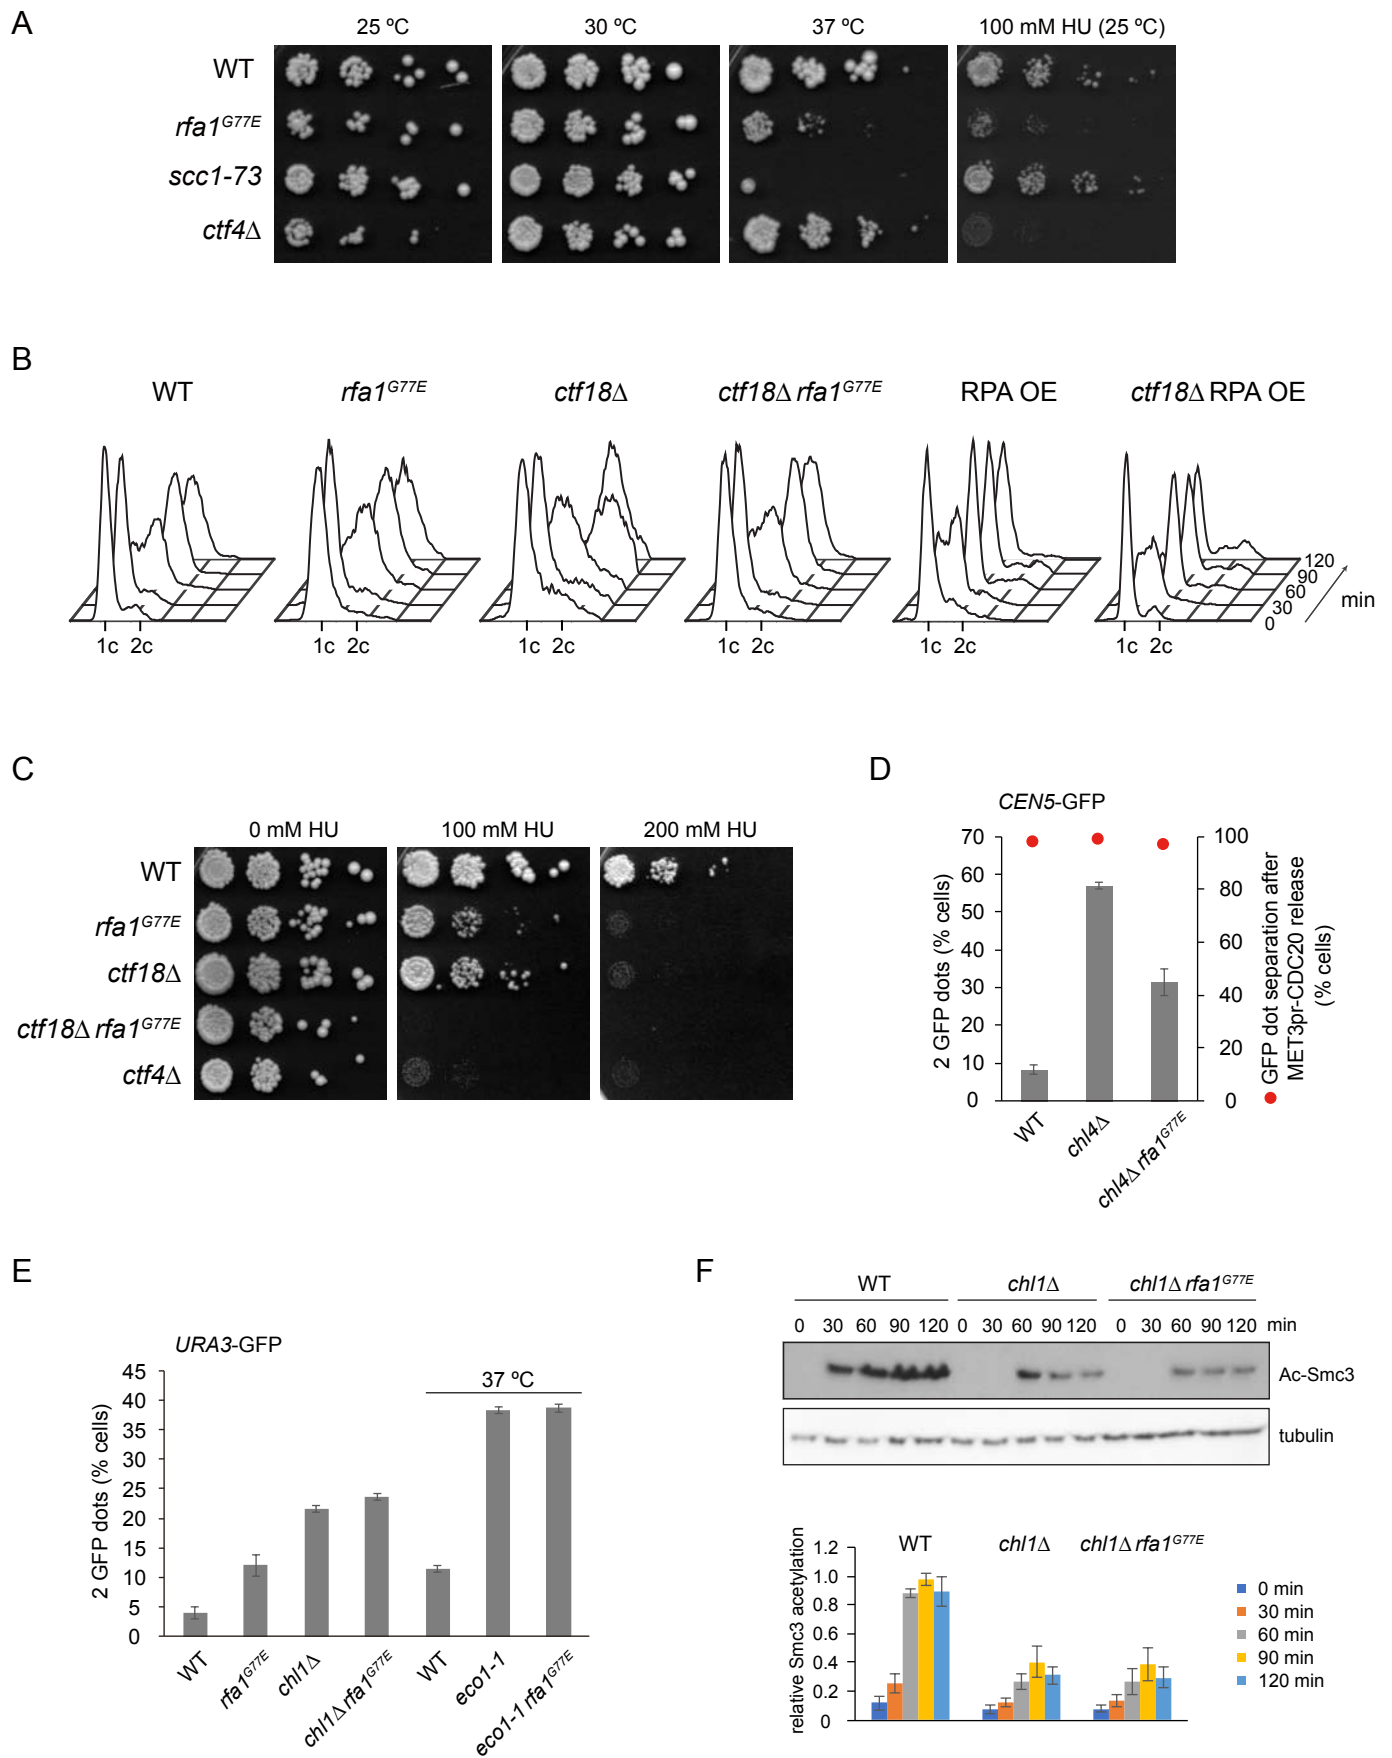 A
25 ºC 30 ºC 37 ºC 100 mM HU (25 ºC)
WT
rfa1G77E
scc1-73
ctf4Δ
B
WT rfa1G77E ctf18Δ ctf18Δ rfa1G77E RPA OE ctf18Δ RPA OE
120
90
60
30
0
min
1c 2c 1c 2c 1c 2c 1c 2c 1c 2c 1c 2c
C
0 mM HU 100 mM HU 200 mM HU
WT
rfa1G77E
ctf18Δ
ctf18Δ rfa1G77E
ctf4Δ
D
CEN5-GFP
70
60
50
40
30
20
10
0
2 GFP dots (% cells)
100
80
60
40
20
0
GFP dot separation after
MET3pr-CDC20 release
(% cells)
WT
chl4Δ
chl4Δ rfa1G77E
E
URA3-GFP
45
40
35
30
25
20
15
10
5
0
2 GFP dots (% cells)
37 ºC
WT
rfa1G77E
chl1Δ
chl1Δ rfa1G77E
WT
eco1-1
eco1-1 rfa1G77E
F
WT chl1Δ chl1Δ rfa1G77E
0 30 60 90 120 0 30 60 90 120 0 30 60 90 120 min
Ac-Smc3
tubulin
WT chl1Δ chl1Δ rfa1G77E
1.2
1.0
0.8
0.6
0.4
0.2
0
relative Smc3 acetylation
0 min
30 min
60 min
90 min
120 min